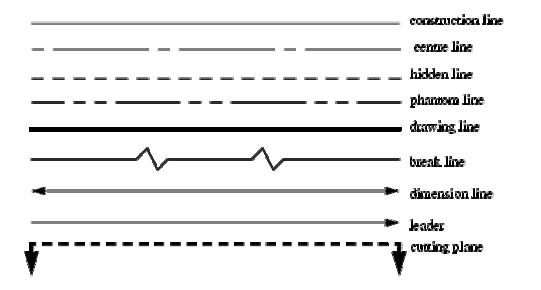 construction line
centre line
hidden line
phantom line
drawing line
break line
dimension line
leader
cutting plane